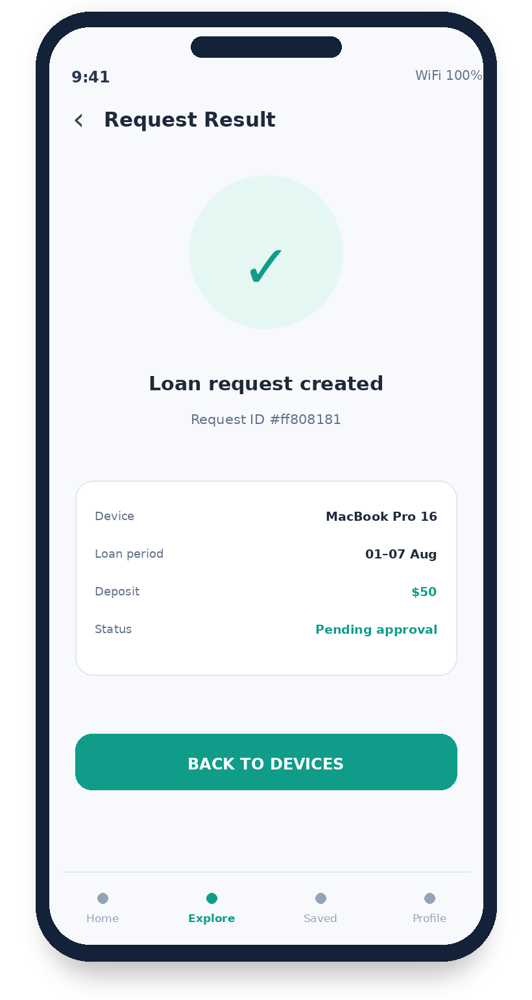 9:41 WiFi 100%
‹ Request Result
✓
Loan request created
Request ID #ff808181
Device MacBook Pro 16
Loan period 01–07 Aug
Deposit $50
Status Pending approval
BACK TO DEVICES
Home Explore Saved Profile